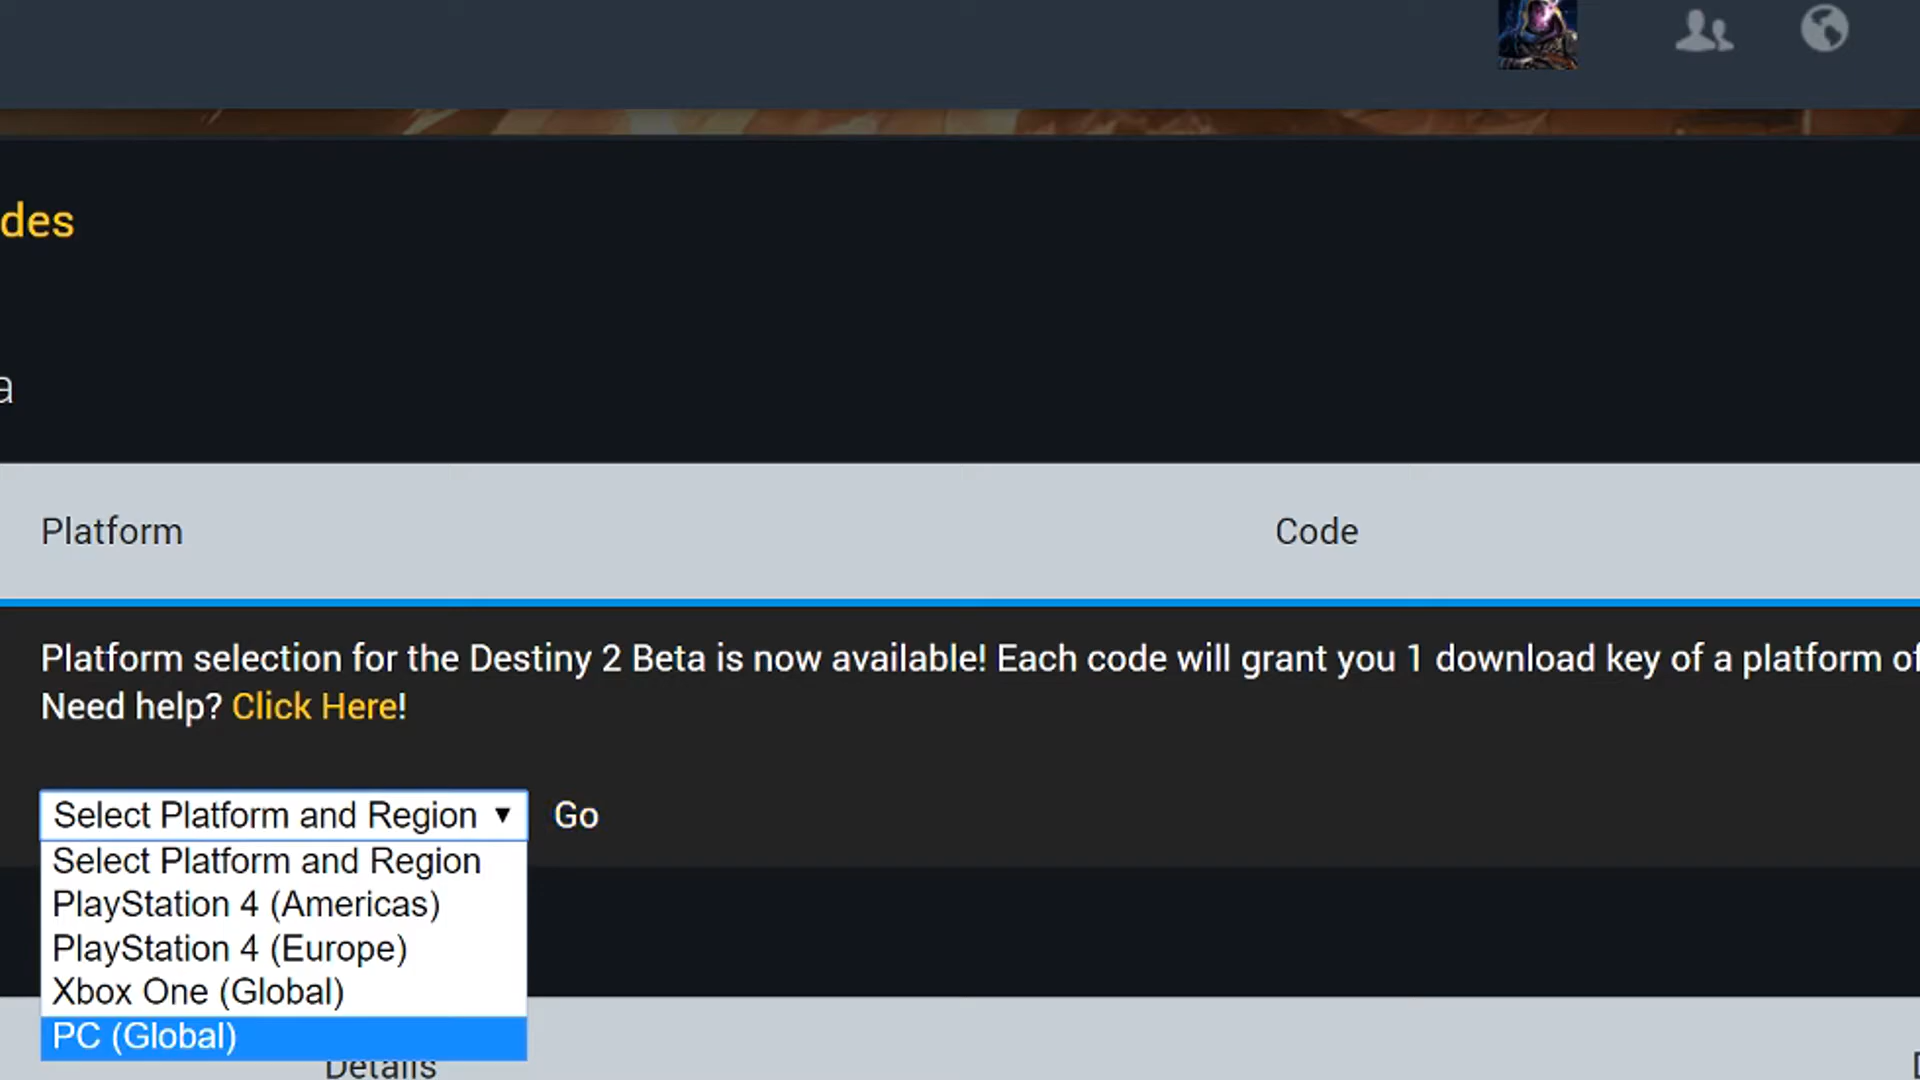 des
a
Platform Code
Platform selection for the Destiny 2 Beta is now available! Each code will grant you 1 download key of a platform of
Need help? Click Here!
Select Platform and Region ▼ Go
Select Platform and Region
PlayStation 4 (Americas)
PlayStation 4 (Europe)
Xbox One (Global)
PC (Global)
Details